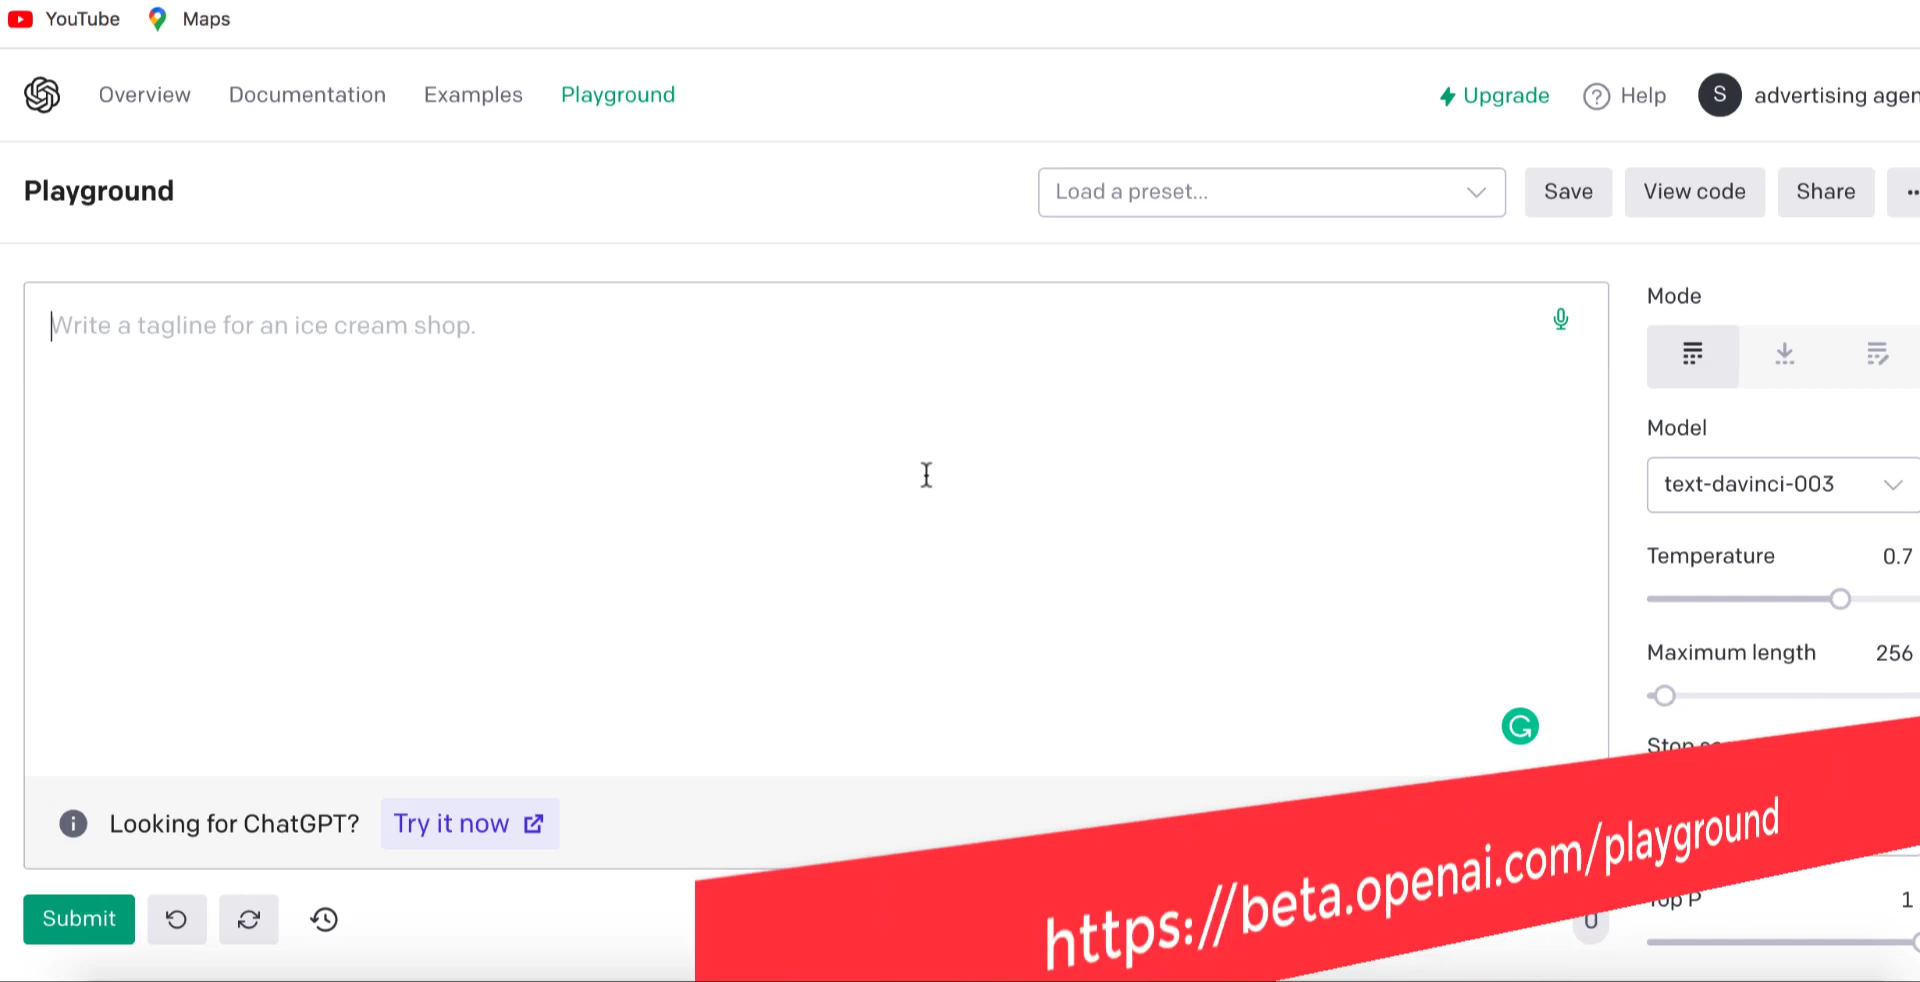 YouTube Maps
Overview Documentation Examples Playground Upgrade ? Help S advertising agen
Playground Load a preset... Save View code Share
Write a tagline for an ice cream shop.
Mode
Model
text-davinci-003
Temperature 0.7
Maximum length 256
Stop
Looking for ChatGPT? Try it now
https://beta.openai.com/playground
Top P 1
Submit 0